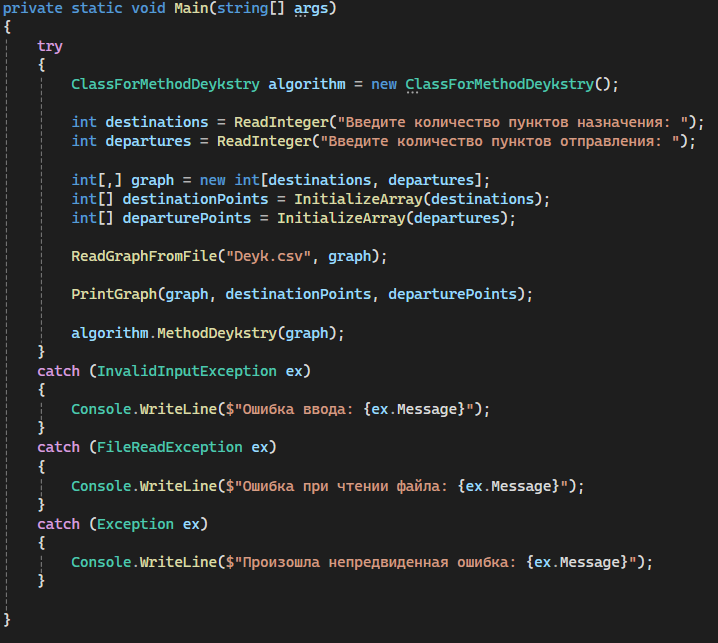 private static void Main(string[] args)
{
try
{
ClassForMethodDeykstry algorithm = new ClassForMethodDeykstry();
int destinations = ReadInteger("Введите количество пунктов назначения: ");
int departures = ReadInteger("Введите количество пунктов отправления: ");
int[,] graph = new int[destinations, departures];
int[] destinationPoints = InitializeArray(destinations);
int[] departurePoints = InitializeArray(departures);
ReadGraphFromFile("Deyk.csv", graph);
PrintGraph(graph, destinationPoints, departurePoints);
algorithm.MethodDeykstry(graph);
}
catch (InvalidInputException ex)
{
Console.WriteLine($"Ошибка ввода: {ex.Message}");
}
catch (FileReadException ex)
{
Console.WriteLine($"Ошибка при чтении файла: {ex.Message}");
}
catch (Exception ex)
{
Console.WriteLine($"Произошла непредвиденная ошибка: {ex.Message}");
}
}